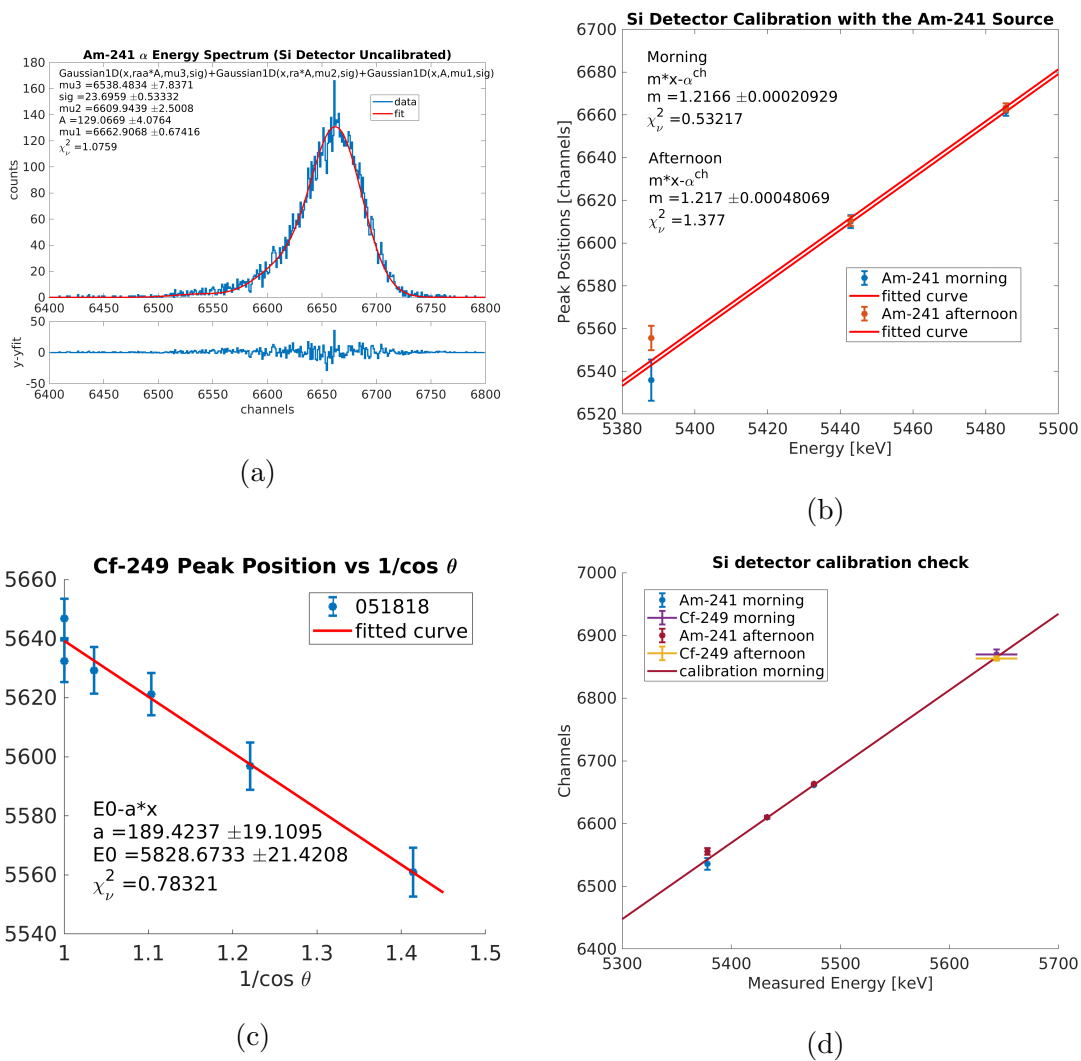 Am-241 α Energy Spectrum (Si Detector Uncalibrated)
Gaussian1D(x,raa*A,mu3,sig)+Gaussian1D(x,ra*A,mu2,sig)+Gaussian1D(x,A,mu1,sig)
mu3 =6538.4834 ±7.8371
sig =23.6959 ±0.53332
mu2 =6609.9439 ±2.5008
A =129.0669 ±4.0764
mu1 =6662.9068 ±0.67416
χ²ᵥ =1.0759
data
fit
180
160
140
120
100
80
60
40
20
0
counts
6400 6450 6500 6550 6600 6650 6700 6750 6800
50
0
-50
y-yfit
6400 6450 6500 6550 6600 6650 6700 6750 6800
channels
(a)
Si Detector Calibration with the Am-241 Source
Morning
m*x-α^ch
m =1.2166 ±0.00020929
χ²ᵥ =0.53217
Afternoon
m*x-α^ch
m =1.217 ±0.00048069
χ²ᵥ =1.377
Am-241 morning
fitted curve
Am-241 afternoon
fitted curve
6700
6680
6660
6640
6620
6600
6580
6560
6540
6520
Peak Positions [channels]
5380 5400 5420 5440 5460 5480 5500
Energy [keV]
(b)
Cf-249 Peak Position vs 1/cos θ
051818
fitted curve
E0-a*x
a =189.4237 ±19.1095
E0 =5828.6733 ±21.4208
χ²ᵥ =0.78321
5660
5640
5620
5600
5580
5560
5540
1 1.1 1.2 1.3 1.4 1.5
1/cos θ
(c)
Si detector calibration check
Am-241 morning
Cf-249 morning
Am-241 afternoon
Cf-249 afternoon
calibration morning
7000
6900
6800
6700
6600
6500
6400
Channels
5300 5400 5500 5600 5700
Measured Energy [keV]
(d)